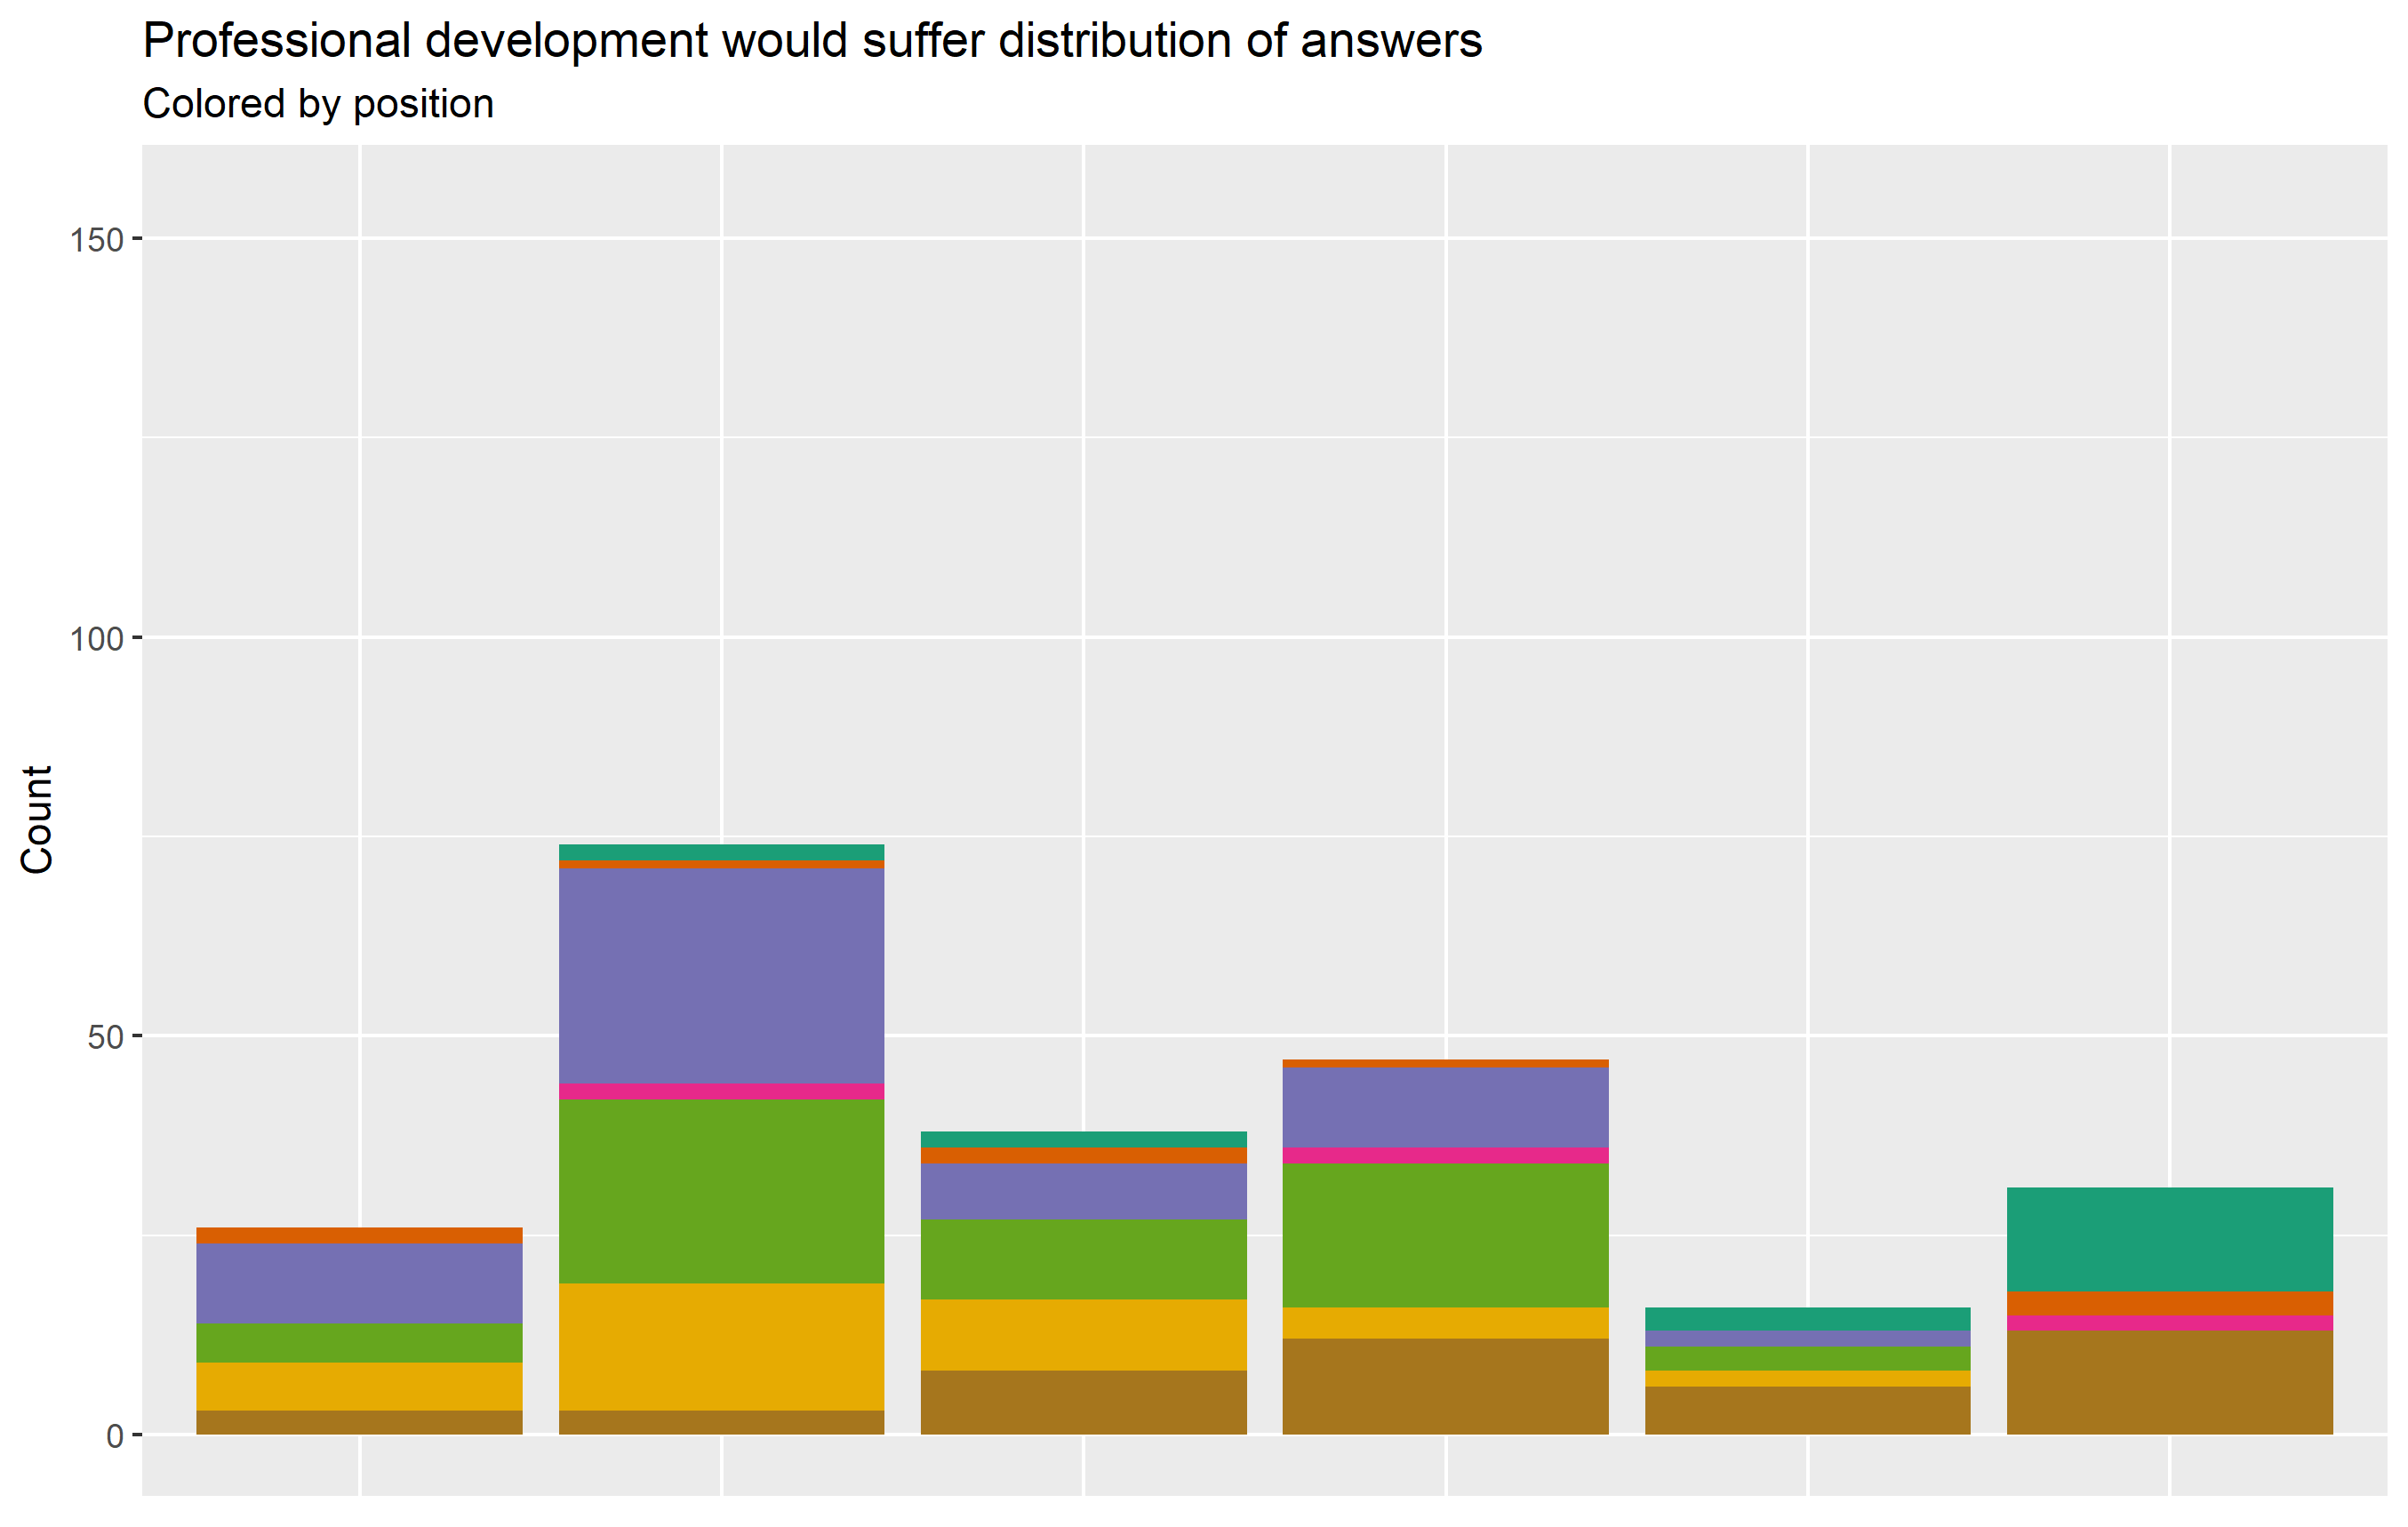 Professional development would suffer distribution of answers
Colored by position
150
100
50
0
Count